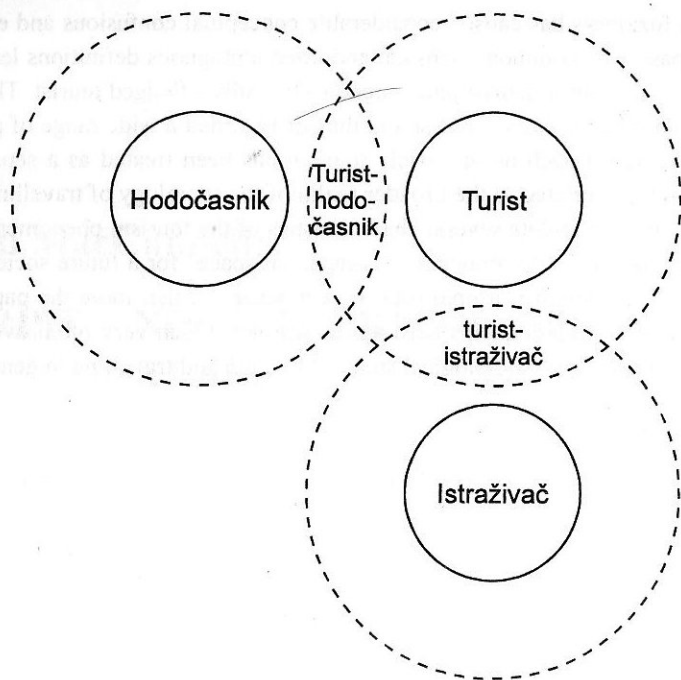 Hodočasnik
Turist-
hodo-
časnik
Turist
turist-
istraživač
Istraživač